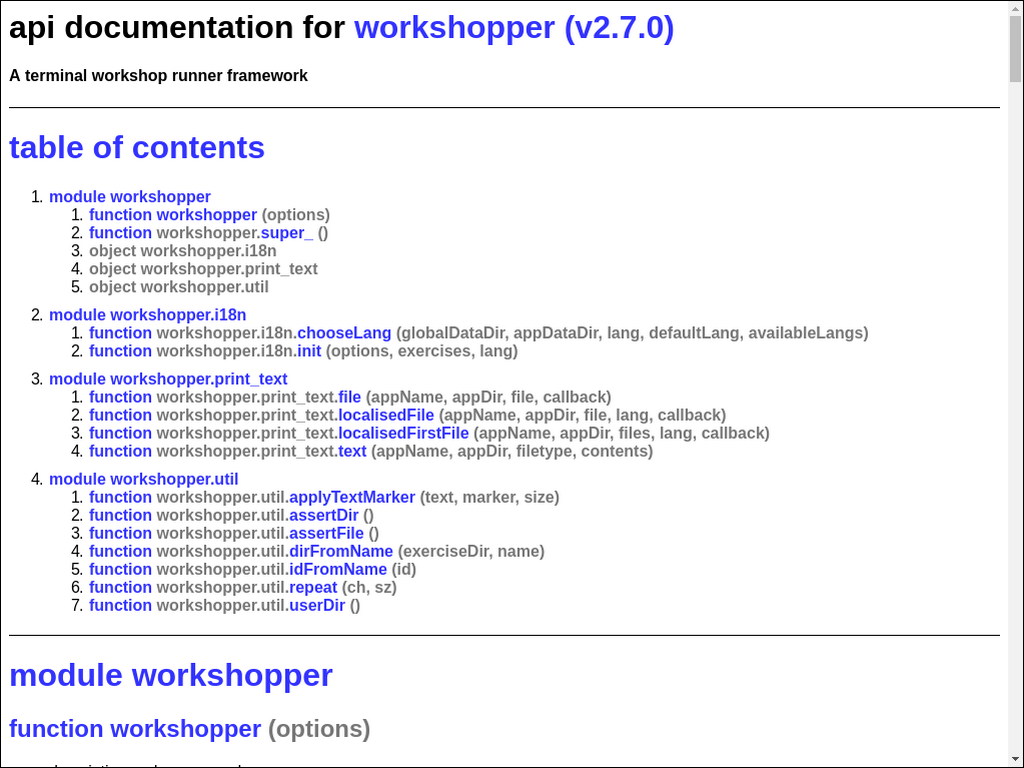 api documentation for workshopper (v2.7.0)
A terminal workshop runner framework
table of contents
1. module workshopper
1. function workshopper (options)
2. function workshopper.super_ ()
3. object workshopper.i18n
4. object workshopper.print_text
5. object workshopper.util
2. module workshopper.i18n
1. function workshopper.i18n.chooseLang (globalDataDir, appDataDir, lang, defaultLang, availableLangs)
2. function workshopper.i18n.init (options, exercises, lang)
3. module workshopper.print_text
1. function workshopper.print_text.file (appName, appDir, file, callback)
2. function workshopper.print_text.localisedFile (appName, appDir, file, lang, callback)
3. function workshopper.print_text.localisedFirstFile (appName, appDir, files, lang, callback)
4. function workshopper.print_text.text (appName, appDir, filetype, contents)
4. module workshopper.util
1. function workshopper.util.applyTextMarker (text, marker, size)
2. function workshopper.util.assertDir ()
3. function workshopper.util.assertFile ()
4. function workshopper.util.dirFromName (exerciseDir, name)
5. function workshopper.util.idFromName (id)
6. function workshopper.util.repeat (ch, sz)
7. function workshopper.util.userDir ()
module workshopper
function workshopper (options)